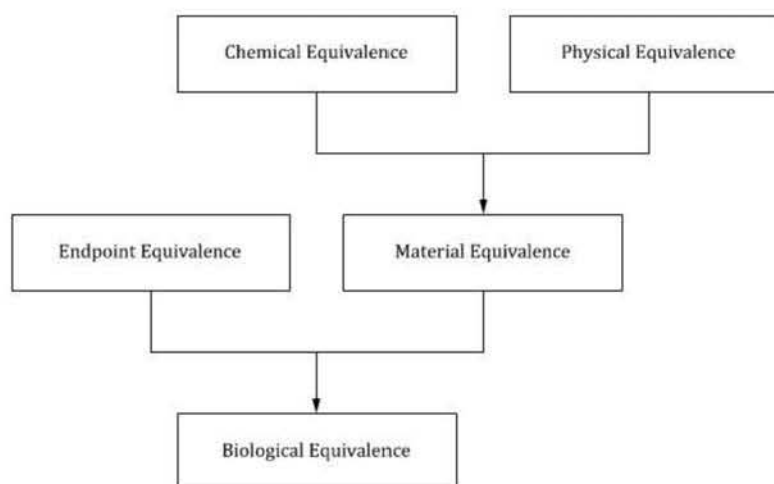 Chemical Equivalence
Physical Equivalence
Endpoint Equivalence
Material Equivalence
Biological Equivalence